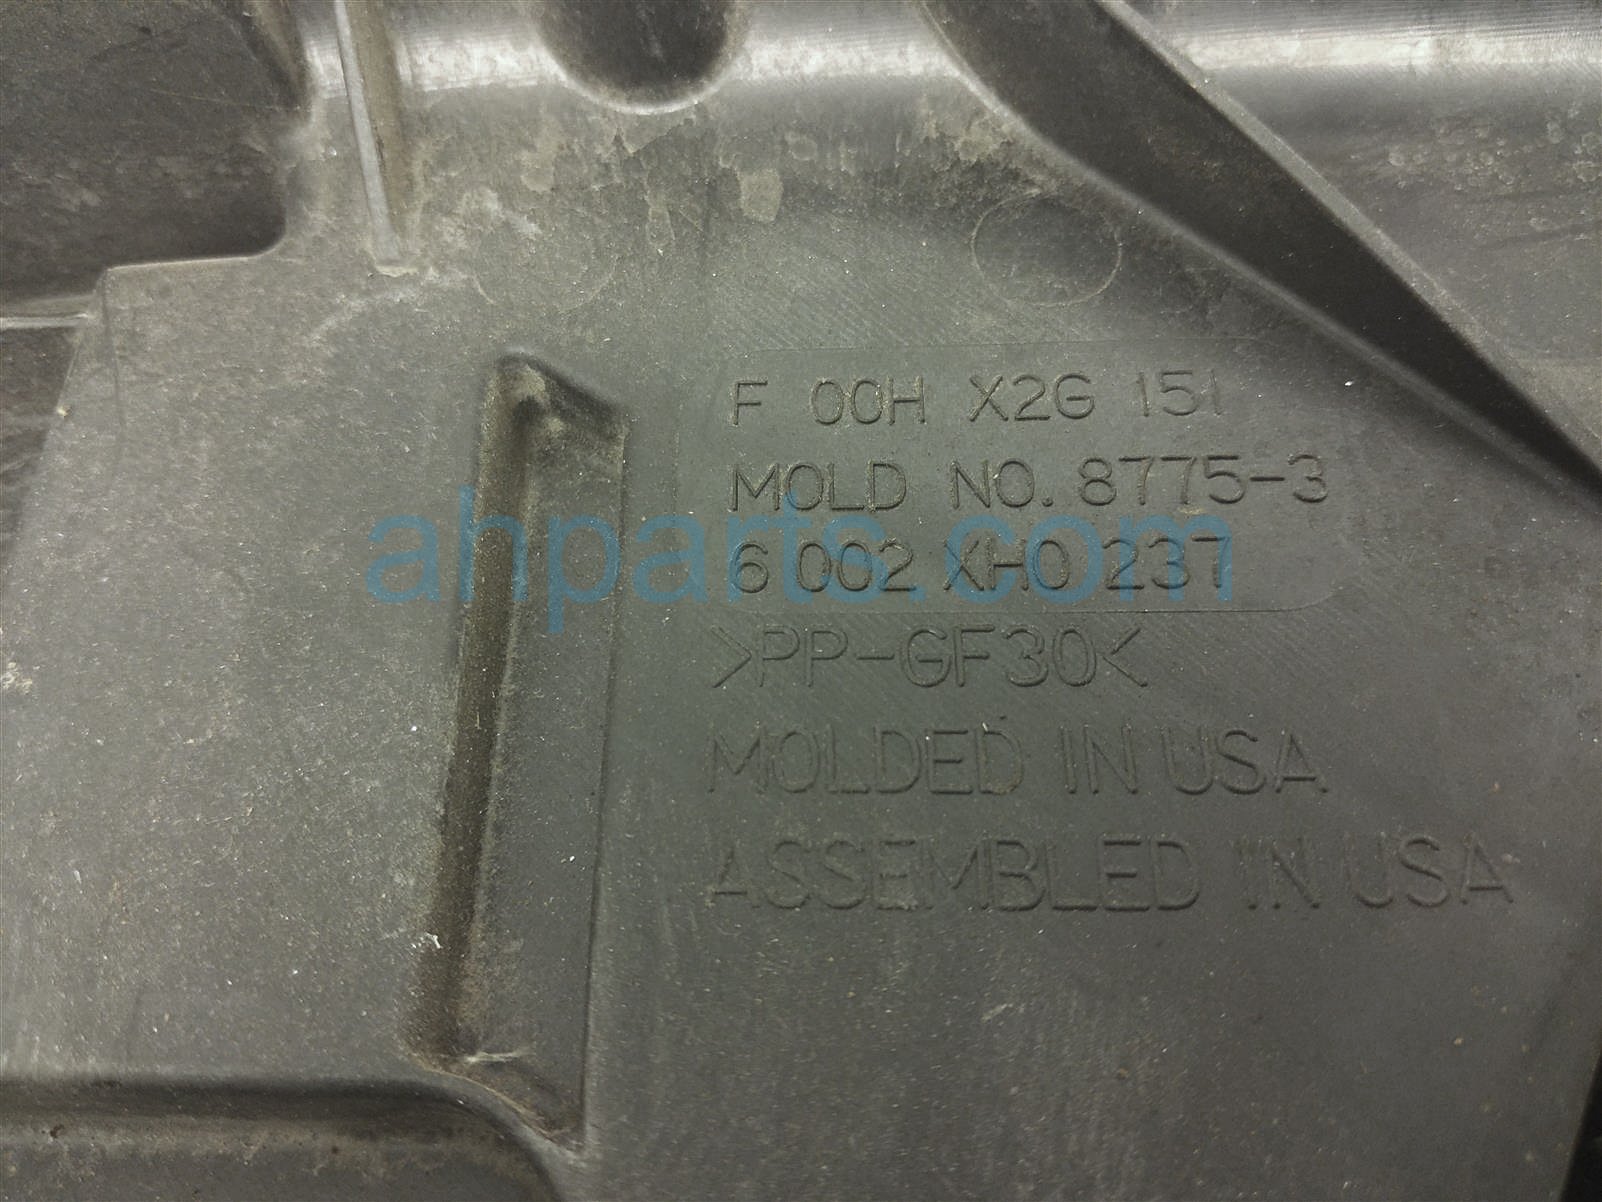 F 00H X2G 151
MOLD NO. 8775-3
6 002 XH0 237
ahparts.com
>PP-GF30<
MOLDED IN USA
ASSEMBLED IN USA